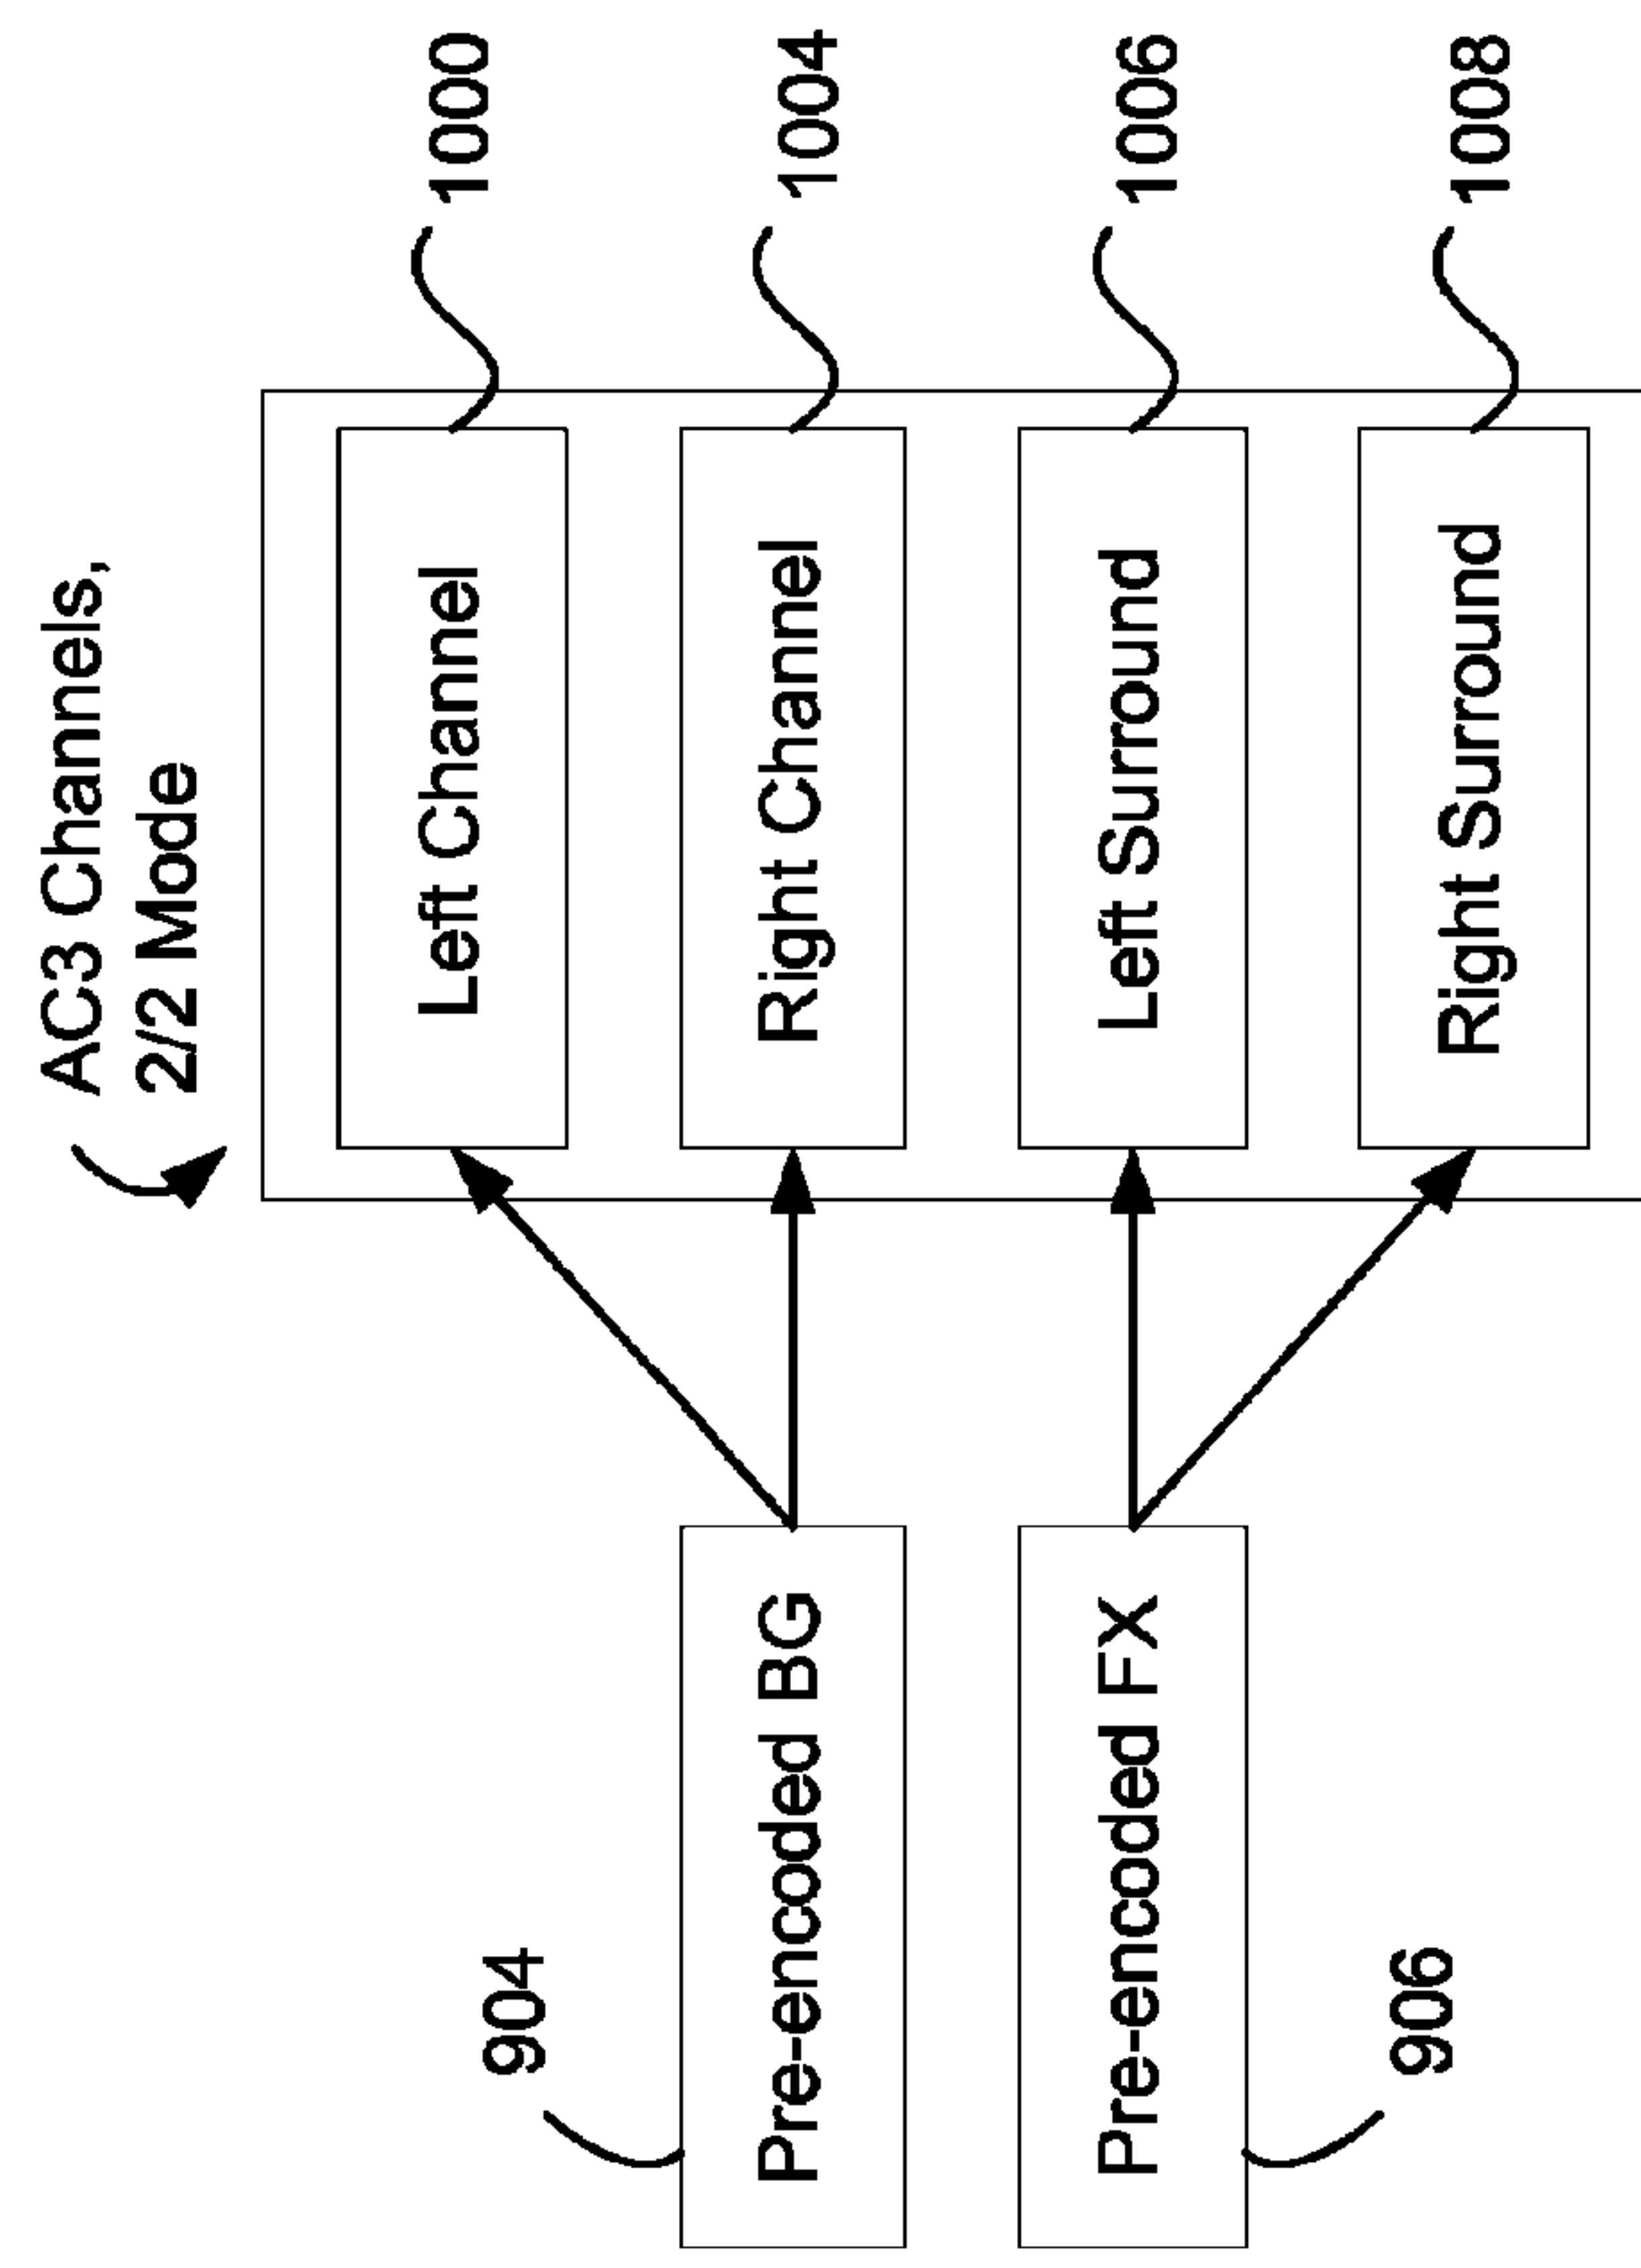 AC3 Channels,
2/2 Mode
904
Pre-encoded BG
Pre-encoded FX
906
Left Channel
1000
Right Channel
1004
Left Surround
1006
Right Surround
1008